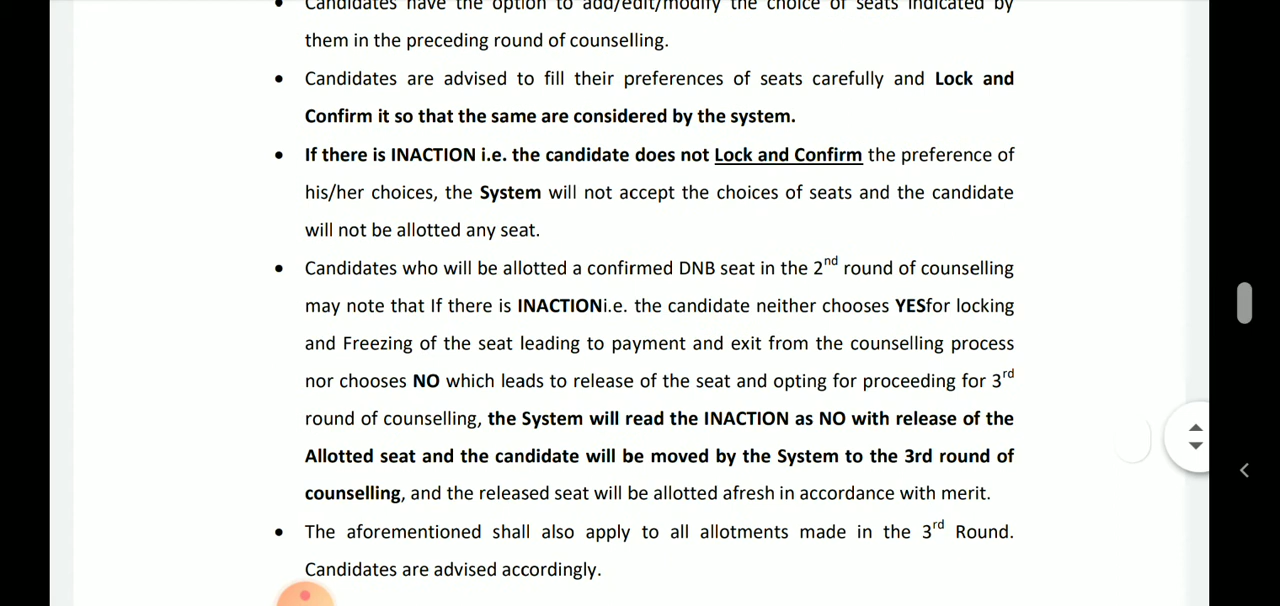 Candidates have the option to add/edit/modify the choice of seats indicated by
them in the preceding round of counselling.
• Candidates are advised to fill their preferences of seats carefully and Lock and
Confirm it so that the same are considered by the system.
• If there is INACTION i.e. the candidate does not Lock and Confirm the preference of
his/her choices, the System will not accept the choices of seats and the candidate
will not be allotted any seat.
• Candidates who will be allotted a confirmed DNB seat in the 2nd round of counselling
may note that If there is INACTIONi.e. the candidate neither chooses YESfor locking
and Freezing of the seat leading to payment and exit from the counselling process
nor chooses NO which leads to release of the seat and opting for proceeding for 3rd
round of counselling, the System will read the INACTION as NO with release of the
Allotted seat and the candidate will be moved by the System to the 3rd round of
counselling, and the released seat will be allotted afresh in accordance with merit.
• The aforementioned shall also apply to all allotments made in the 3rd Round.
Candidates are advised accordingly.